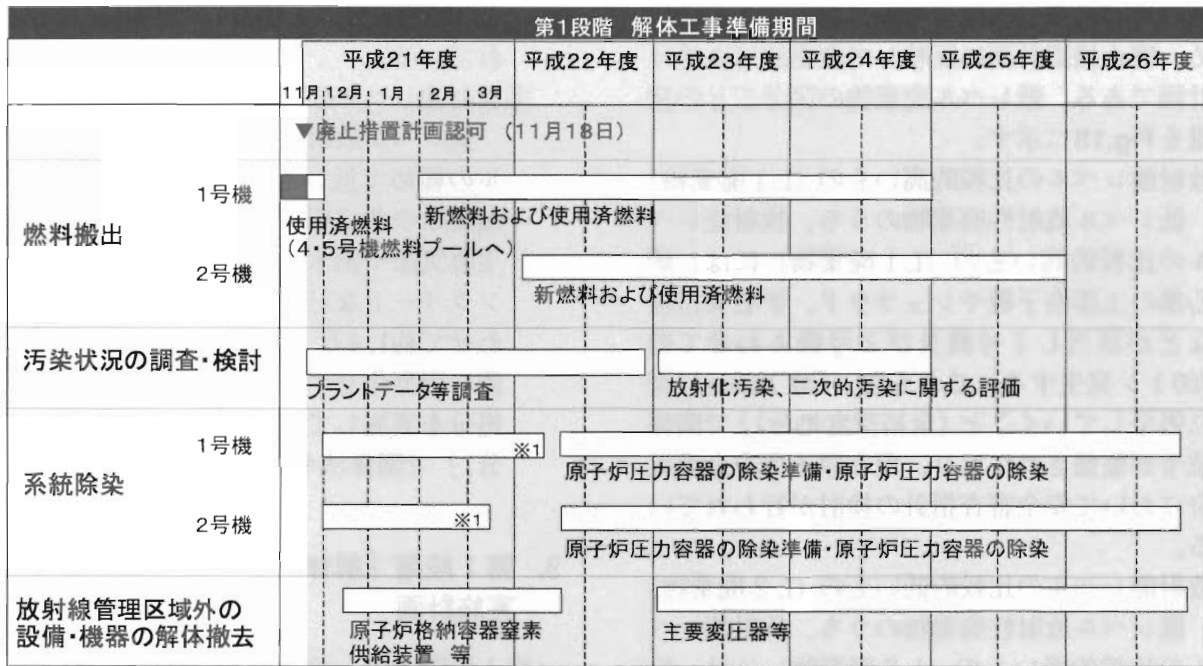 第1段階 解体工事準備期間
平成21年度 平成22年度 平成23年度 平成24年度 平成25年度 平成26年度
11月 12月 1月 2月 3月
▼廃止措置計画認可 (11月18日)
燃料搬出
1号機
使用済燃料
(4・5号機燃料プールへ)
新燃料および使用済燃料
2号機
新燃料および使用済燃料
汚染状況の調査・検討
プラントデータ等調査
放射化汚染、二次的汚染に関する評価
系統除染
1号機
※1
原子炉圧力容器の除染準備・原子炉圧力容器の除染
2号機
※1
原子炉圧力容器の除染準備・原子炉圧力容器の除染
放射線管理区域外の
設備・機器の解体撤去
原子炉格納容器窒素
供給装置 等
主要変圧器等